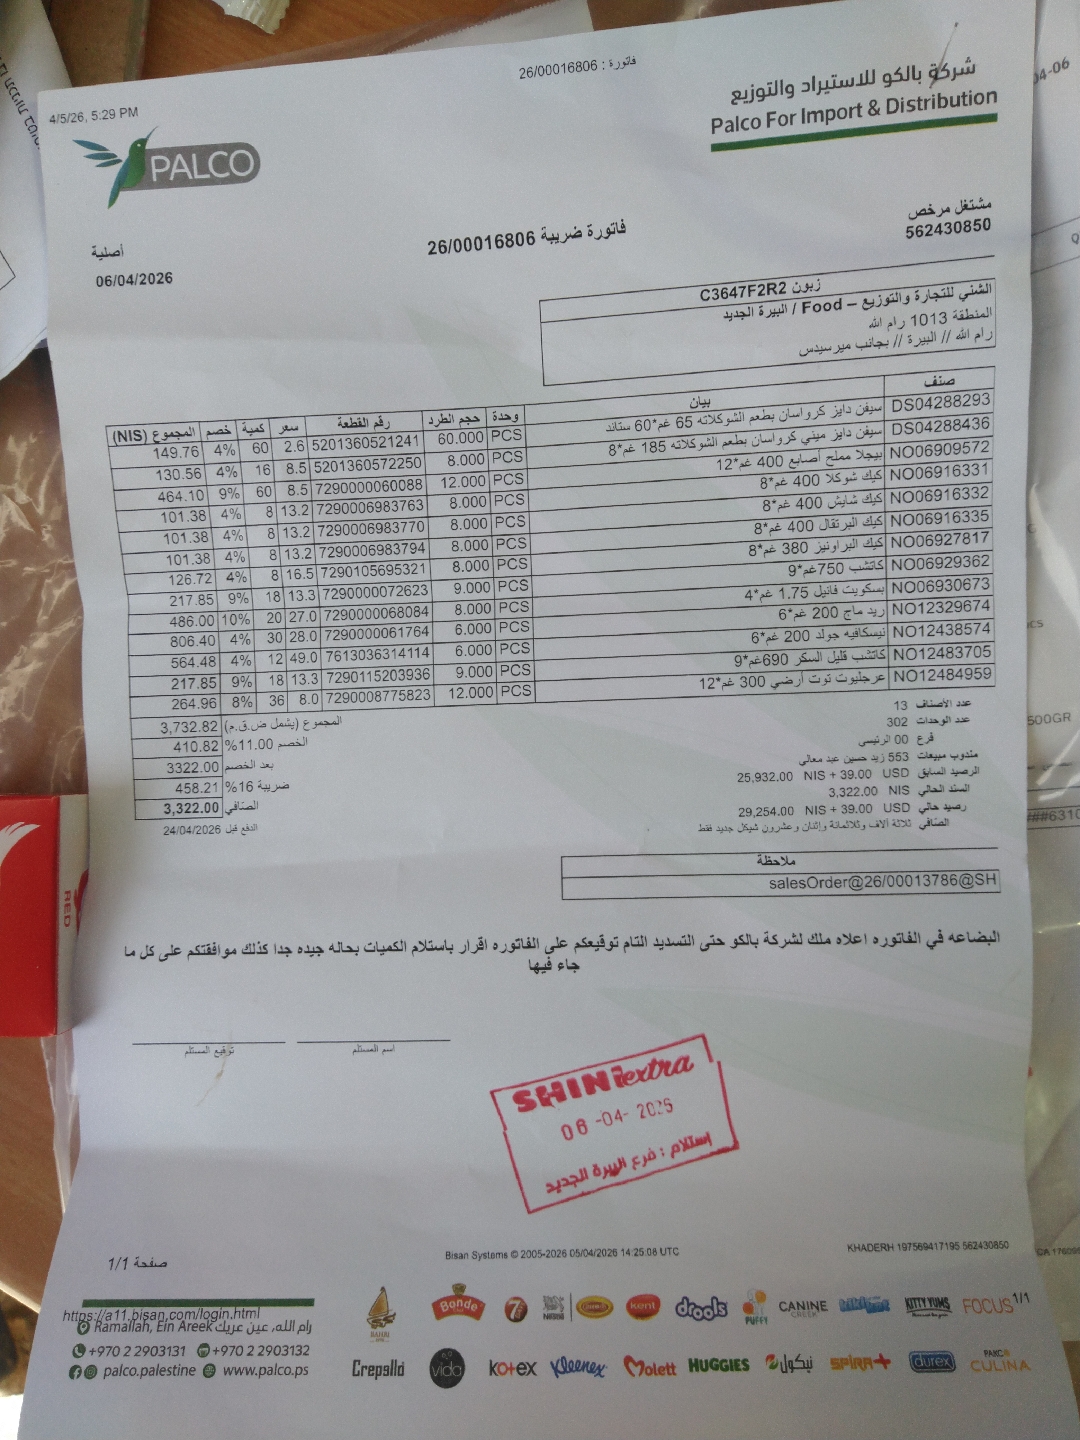 فاتورة : 26/00016806
4/5/26, 5:29 PM
شركة بالكو للاستيراد والتوزيع
Palco For Import & Distribution
PALCO
مشتغل مرخص
562430850
فاتورة ضريبة 26/00016806
أصلية
06/04/2026
زبون C3647F2R2
الشني للتجارة والتوزيع – Food / البيرة الجديد
المنطقة 1013 رام الله
رام الله // البيرة // بجانب ميرسيدس
صنف بيان وحدة حجم الطرد رقم القطعة سعر كمية خصم المجموع (NIS)
DS04288293 سيفن دايز كرواسان بطعم الشوكلاته 65 غم*60 ستاند PCS 60.000 5201360521241 2.6 60 4% 149.76
DS04288436 سيفن دايز ميني كرواسان بطعم الشوكلاته 185 غم*8 PCS 8.000 5201360572250 8.5 16 4% 130.56
NO06909572 بيجلا مملح أصابع 400 غم*12 PCS 12.000 7290000060088 8.5 60 9% 464.10
NO06916331 كيك شوكلا 400 غم*8 PCS 8.000 7290006983763 13.2 8 4% 101.38
NO06916332 كيك شايش 400 غم*8 PCS 8.000 7290006983770 13.2 8 4% 101.38
NO06916335 كيك البرتقال 400 غم*8 PCS 8.000 7290006983794 13.2 8 4% 101.38
NO06927817 كيك البراونيز 380 غم*8 PCS 8.000 7290105695321 16.5 8 4% 126.72
NO06929362 كاتشب 750غم*9 PCS 9.000 7290000072623 13.3 18 9% 217.85
NO06930673 بسكويت فانيل 1.75 غم*4 PCS 8.000 7290000068084 27.0 20 10% 486.00
NO12329674 ريد ماج 200 غم*6 PCS 6.000 7290000061764 28.0 30 4% 806.40
NO12438574 نيسكافيه جولد 200 غم*6 PCS 6.000 7613036314114 49.0 12 4% 564.48
NO12483705 كاتشب قليل السكر 690غم*9 PCS 9.000 7290115203936 13.3 18 9% 217.85
NO12484959 عرجليوت توت أرضي 300 غم*12 PCS 12.000 7290008775823 8.0 36 8% 264.96
المجموع (يشمل ض.ق.م) 3,732.82
الخصم 11.00% 410.82
بعد الخصم 3322.00
ضريبة 16% 458.21
الصافي 3,322.00
الدفع قبل 24/04/2026
عدد الأصناف 13
عدد الوحدات 302
فرع 00 الرئيسي
مندوب مبيعات 553 زيد حسين عبد معالي
الرصيد السابق 25,932.00 NIS + 39.00 USD
السند الحالي 3,322.00 NIS
رصيد حالي 29,254.00 NIS + 39.00 USD
الصافي ثلاثة آلاف وثلاثمائة وإثنان وعشرون شيكل جديد فقط
ملاحظة
salesOrder@26/00013786@SH
البضاعه في الفاتوره اعلاه ملك لشركة بالكو حتى التسديد التام توقيعكم على الفاتوره اقرار باستلام الكميات بحاله جيده جدا كذلك موافقتكم على كل ما
جاء فيها
اسم المستلم
توقيع المستلم
SHINI extra
06-04-2026
إستلام : فرع البيرة الجديد
صفحة 1/1
Bisan Systems © 2005-2026 05/04/2026 14:25:08 UTC
KHADERH 197569417195 562430850
https://a11.bisan.com/login.html
1/1
Ramallah, Ein Areek رام الله، عين عريك
+970 2 2903131 +970 2 2903132
palco.palestine www.palco.ps
Bonde 7 Nestle kent drools PUFFY CANINE CREEK KITTY YUMS FOCUS
Crepalla vida kotex Kleenex Molett HUGGIES نيكول SPIRA+ durex CULINA
RED
04-06
500GR
###6310